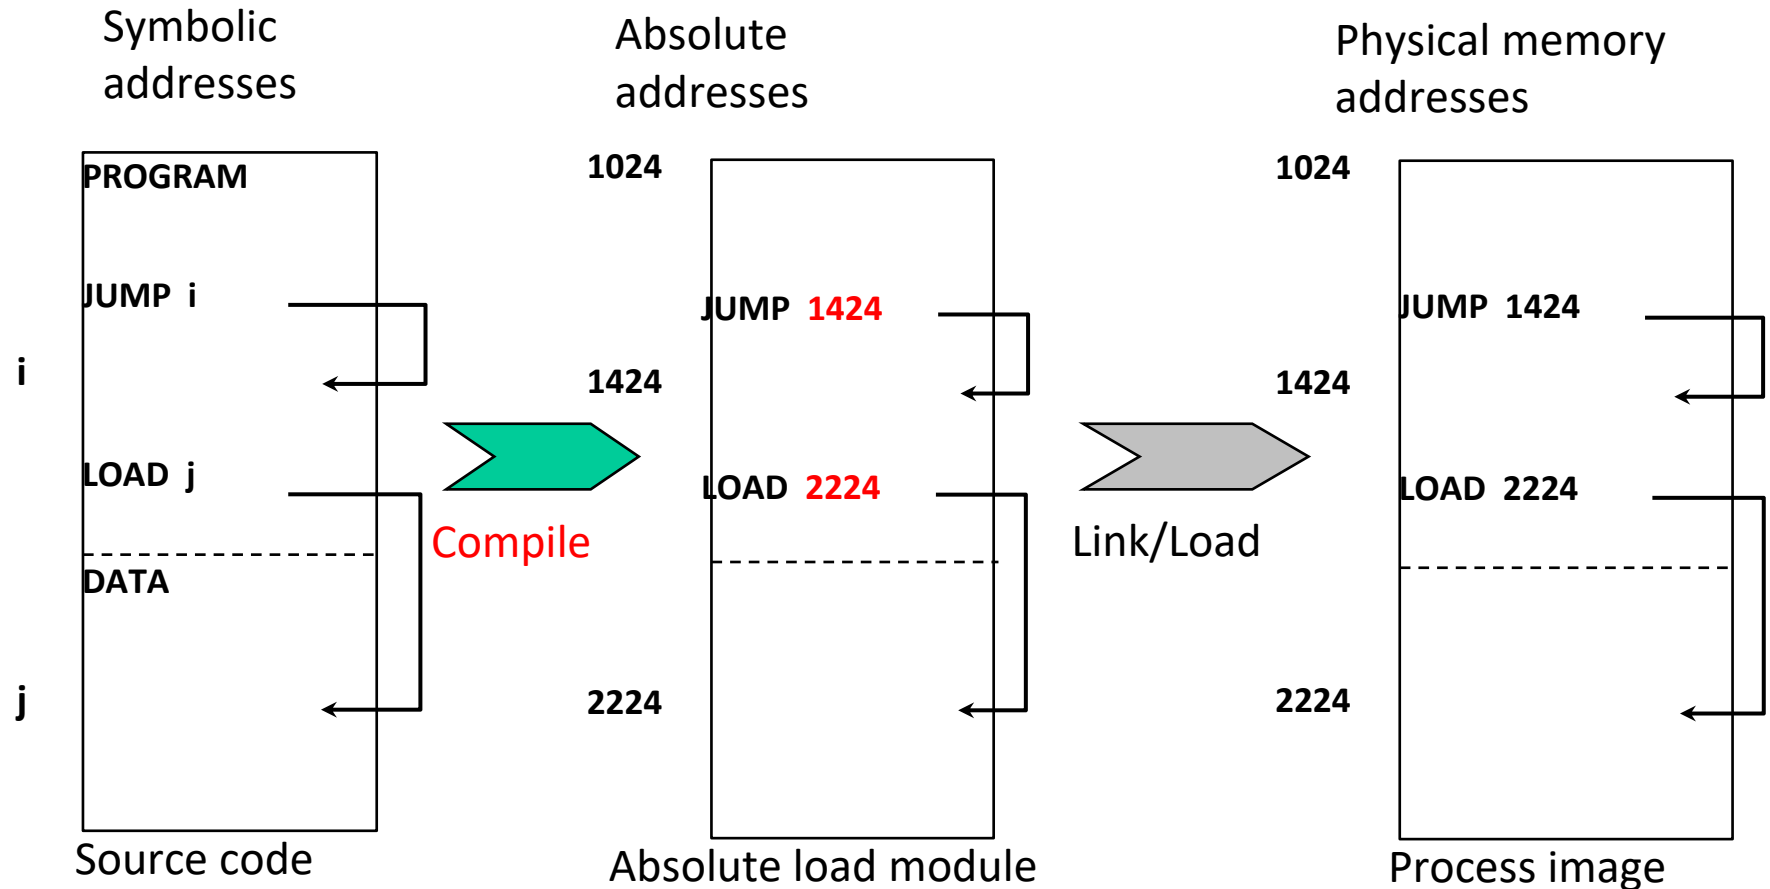 Symbolic
addresses
Absolute
addresses
Physical memory
addresses
PROGRAM
JUMP i
i
LOAD j
DATA
j
Source code
Compile
1024
JUMP 1424
1424
LOAD 2224
2224
Absolute load module
Link/Load
1024
JUMP 1424
1424
LOAD 2224
2224
Process image